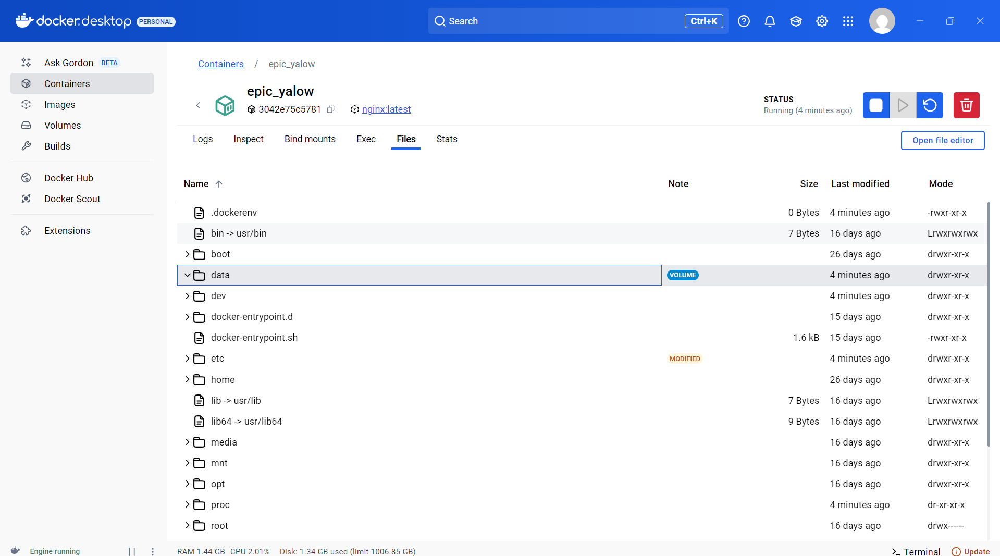 docker.desktop PERSONAL
Search Ctrl+K
Ask Gordon BETA
Containers
Images
Volumes
Builds
Docker Hub
Docker Scout
Extensions
Containers / epic_yalow
epic_yalow
3042e75c5781 nginx:latest
STATUS
Running (4 minutes ago)
Logs Inspect Bind mounts Exec Files Stats
Open file editor
Name Note Size Last modified Mode
.dockerenv 0 Bytes 4 minutes ago -rwxr-xr-x
bin -> usr/bin 7 Bytes 16 days ago Lrwxrwxrwx
boot 26 days ago drwxr-xr-x
data VOLUME 4 minutes ago drwxr-xr-x
dev 4 minutes ago drwxr-xr-x
docker-entrypoint.d 15 days ago drwxr-xr-x
docker-entrypoint.sh 1.6 kB 15 days ago -rwxr-xr-x
etc MODIFIED 4 minutes ago drwxr-xr-x
home 26 days ago drwxr-xr-x
lib -> usr/lib 7 Bytes 16 days ago Lrwxrwxrwx
lib64 -> usr/lib64 9 Bytes 16 days ago Lrwxrwxrwx
media 16 days ago drwxr-xr-x
mnt 16 days ago drwxr-xr-x
opt 16 days ago drwxr-xr-x
proc 4 minutes ago dr-xr-xr-x
root 16 days ago drwx------
Engine running RAM 1.44 GB CPU 2.01% Disk: 1.34 GB used (limit 1006.85 GB) Terminal Update